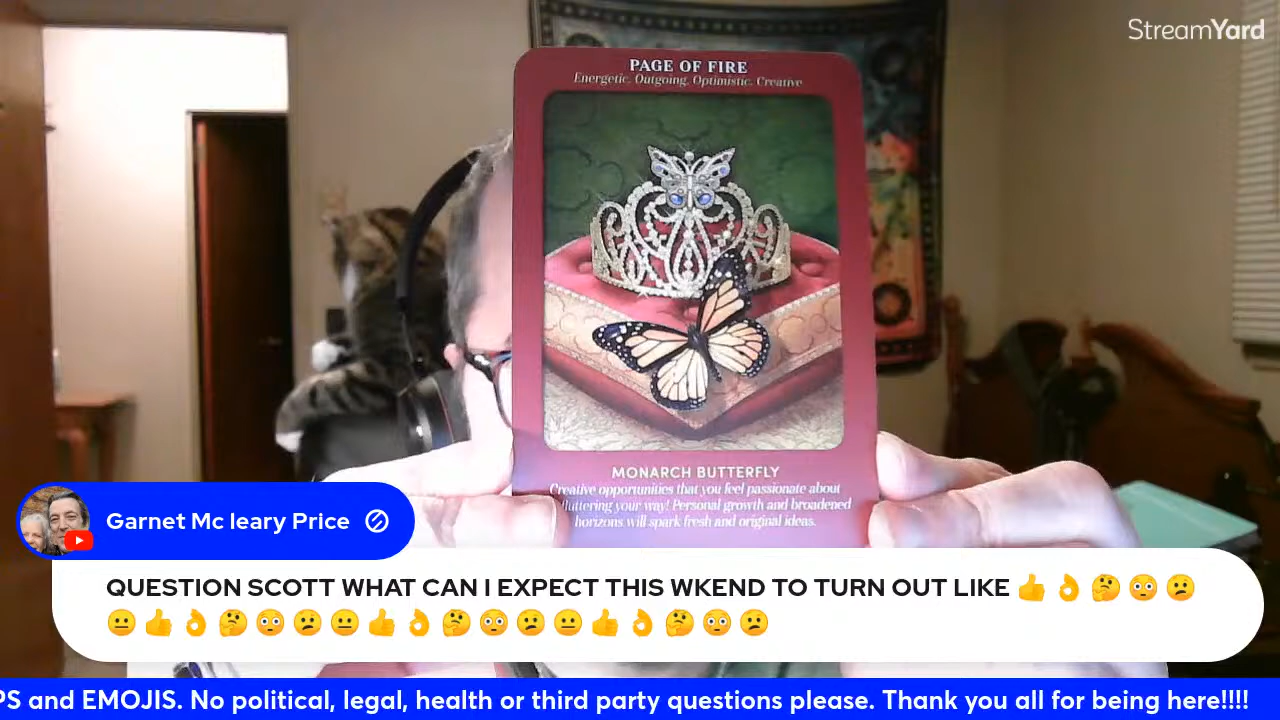 StreamYard
PAGE OF FIRE
Energetic. Outgoing. Optimistic. Creative
MONARCH BUTTERFLY
Creative opportunities that you feel passionate about
fluttering your way! Personal growth and broadened
horizons will spark fresh and original ideas.
Garnet Mc leary Price
QUESTION SCOTT WHAT CAN I EXPECT THIS WKEND TO TURN OUT LIKE 👍 👌 🤔 😳 😕
😐 👍 👌 🤔 😳 😕 😐 👍 👌 🤔 😳 😕 😐 👍 👌 🤔 😳 😕
PS and EMOJIS. No political, legal, health or third party questions please. Thank you all for being here!!!!